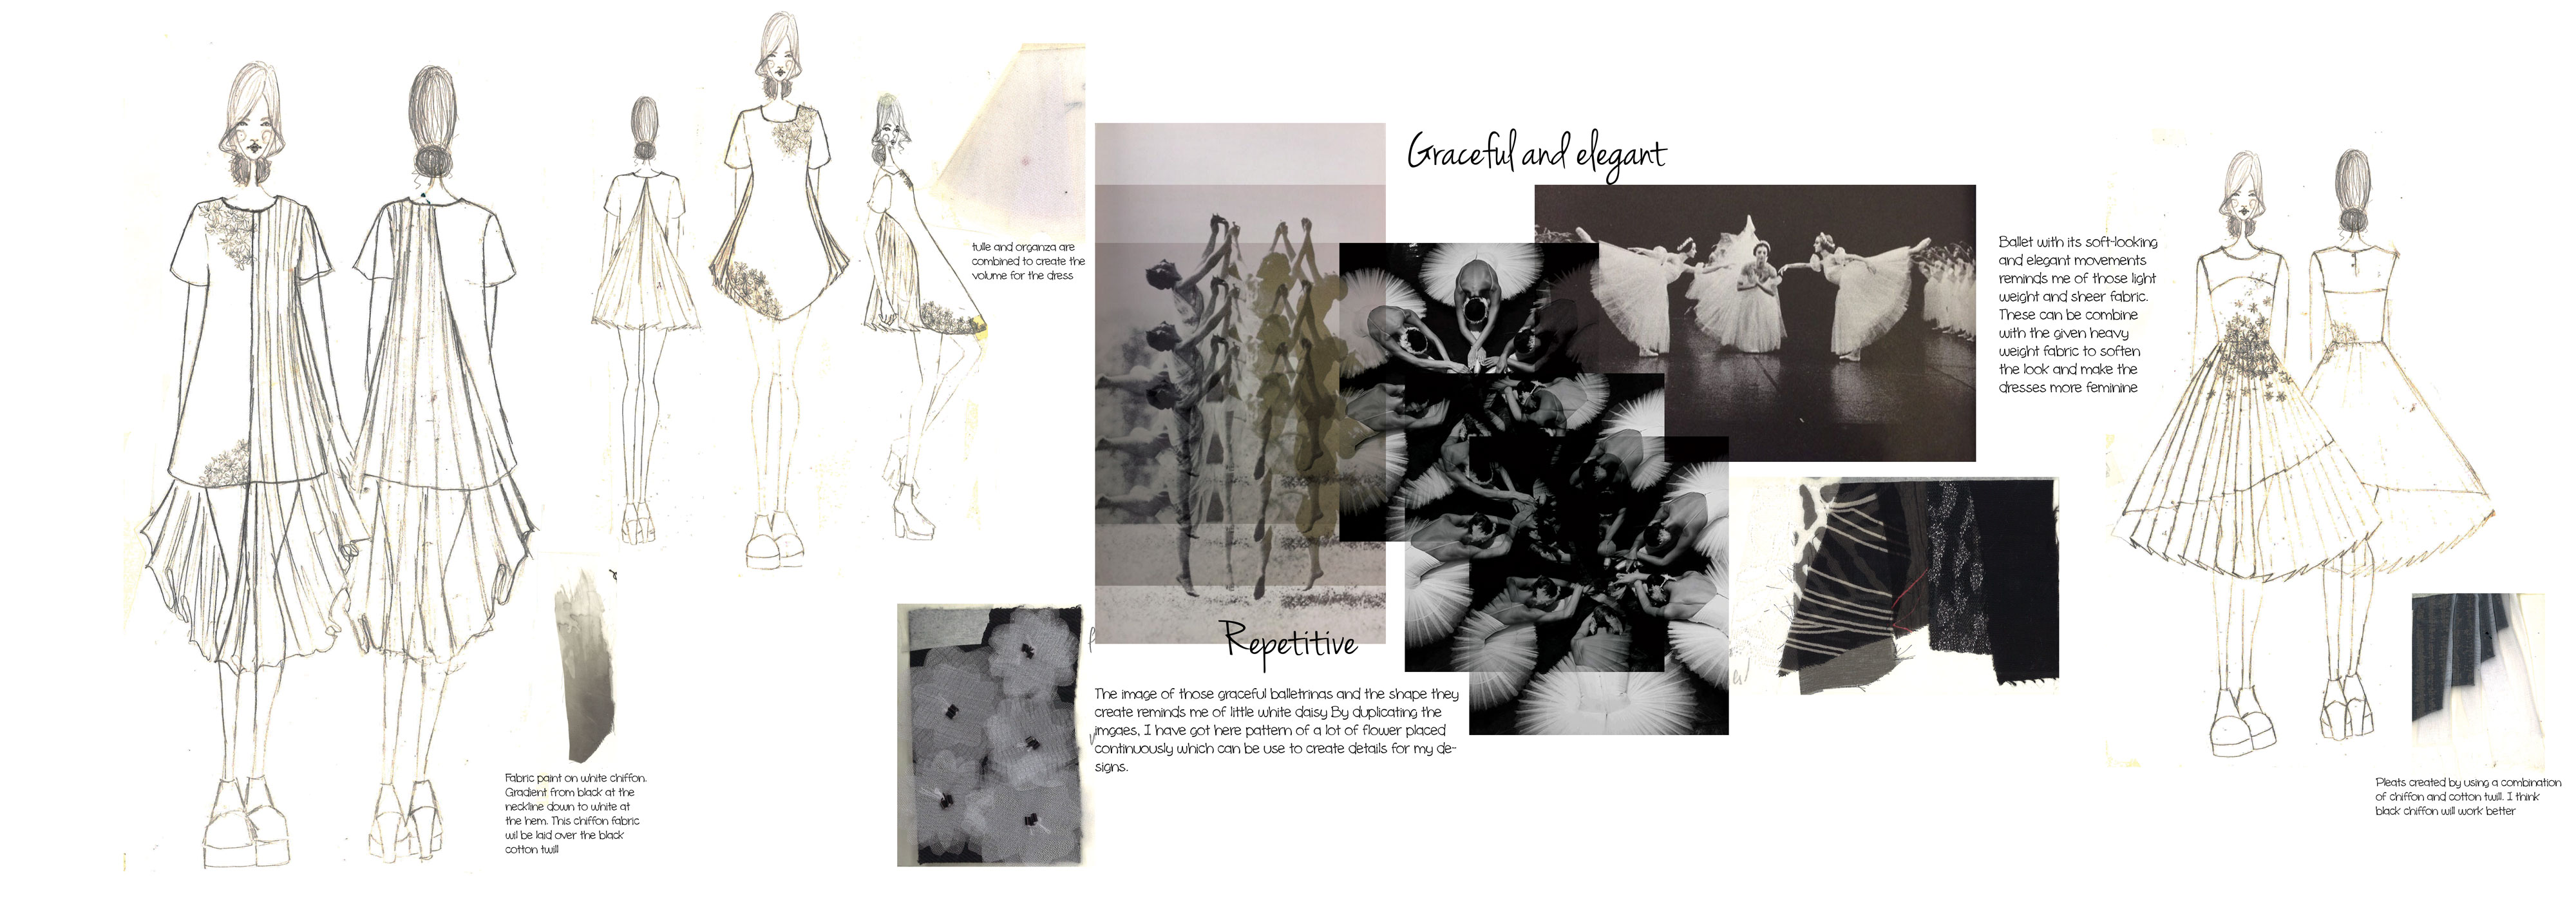 tulle and organza are
combined to create the
volume for the dress
Fabric paint on white chiffon.
Gradient from black at the
neckline down to white at
the hem. This chiffon fabric
wil be laid over the black
cotton twill
Graceful and elegant
Repetitive
The image of those graceful balletrinas and the shape they
create reminds me of little white daisy By duplicating the
imgaes, I have got here pattern of a lot of flower placed
continuously which can be use to create details for my de-
signs.
Ballet with its soft-looking
and elegant movements
reminds me of those light
weight and sheer fabric.
These can be combine
with the given heavy
weight fabric to soften
the look and make the
dresses more feminine
Pleats created by using a combination
of chiffon and cotton twill. I think
black chiffon will work better